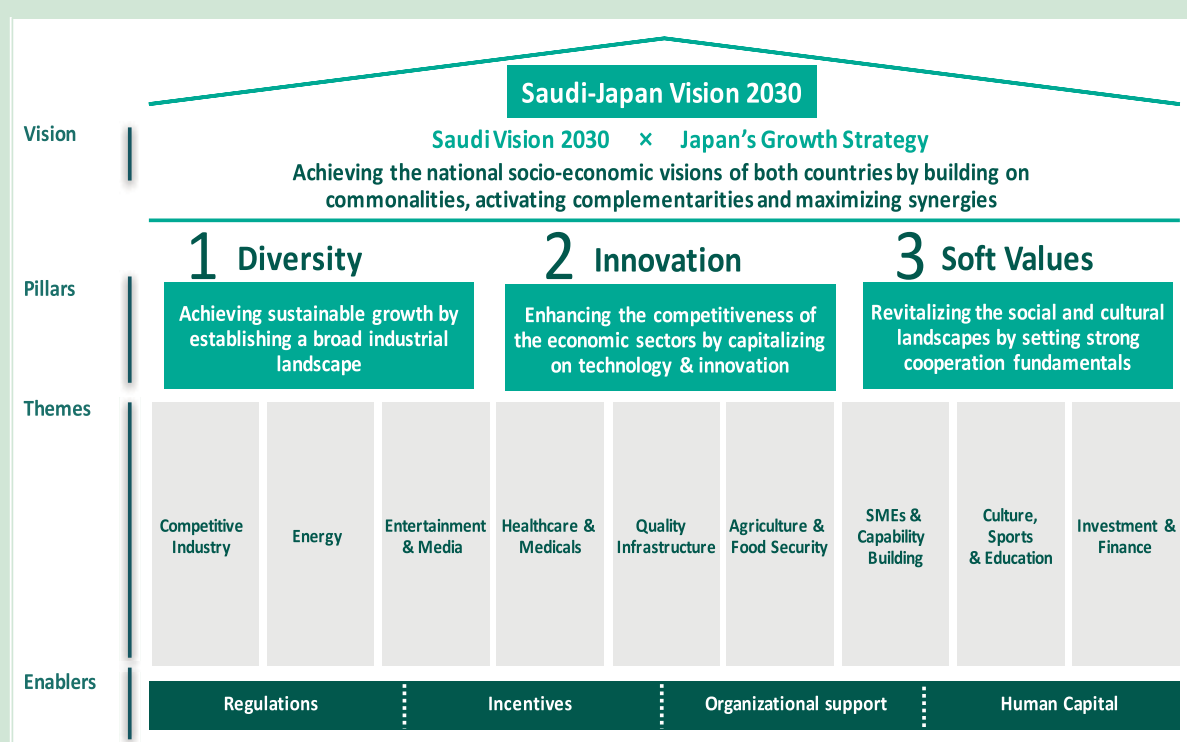 Saudi-Japan Vision 2030
Vision
Saudi Vision 2030 × Japan's Growth Strategy
Achieving the national socio-economic visions of both countries by building on
commonalities, activating complementarities and maximizing synergies
Pillars
1 Diversity
Achieving sustainable growth by
establishing a broad industrial
landscape
2 Innovation
Enhancing the competitiveness of
the economic sectors by capitalizing
on technology & innovation
3 Soft Values
Revitalizing the social and cultural
landscapes by setting strong
cooperation fundamentals
Themes
Competitive
Industry
Energy
Entertainment
& Media
Healthcare &
Medicals
Quality
Infrastructure
Agriculture &
Food Security
SMEs &
Capability
Building
Culture,
Sports
& Education
Investment &
Finance
Enablers
Regulations
Incentives
Organizational support
Human Capital